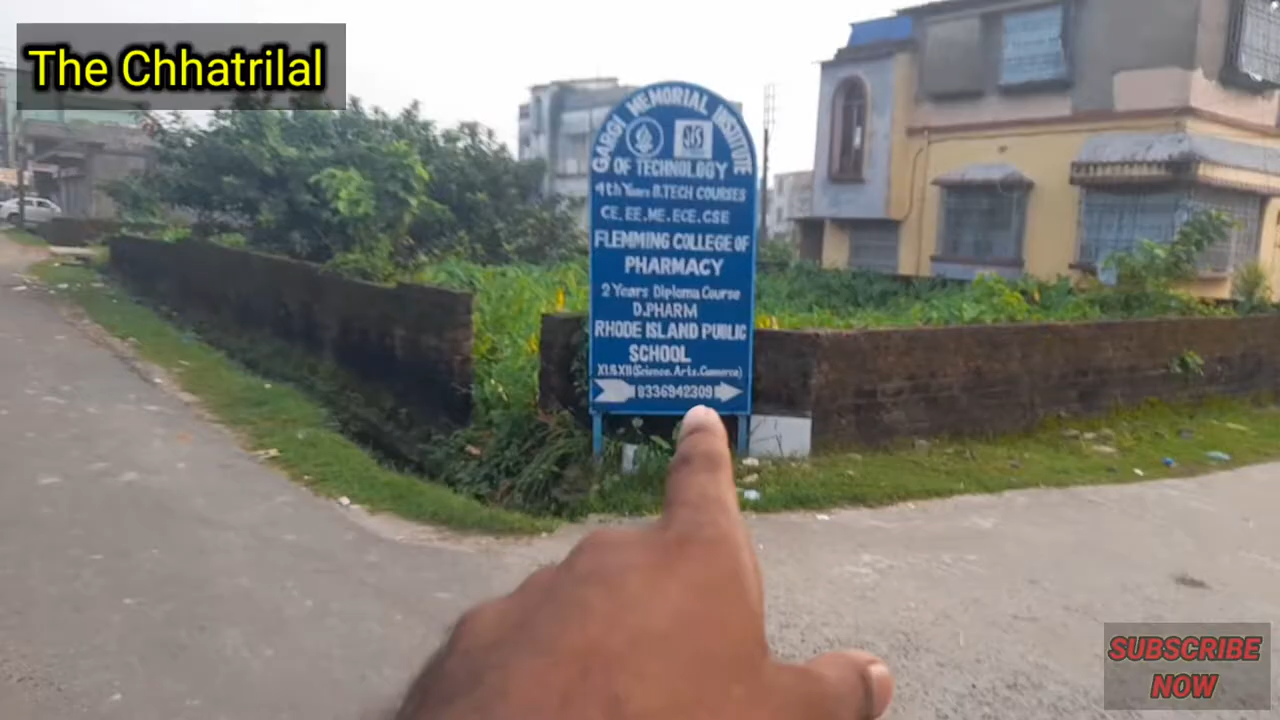 The Chhatrilal
GARGI MEMORIAL INSTITUTE
JIS
OF TECHNOLOGY
4th Years B.TECH COURSES
CE, EE, ME, ECE, CSE
FLEMMING COLLEGE OF
PHARMACY
2 Years Diploma Course
D.PHARM
RHODE ISLAND PUBLIC
SCHOOL
XI & XII (Science, Arts, Commerce)
8336942309
SUBSCRIBE
NOW